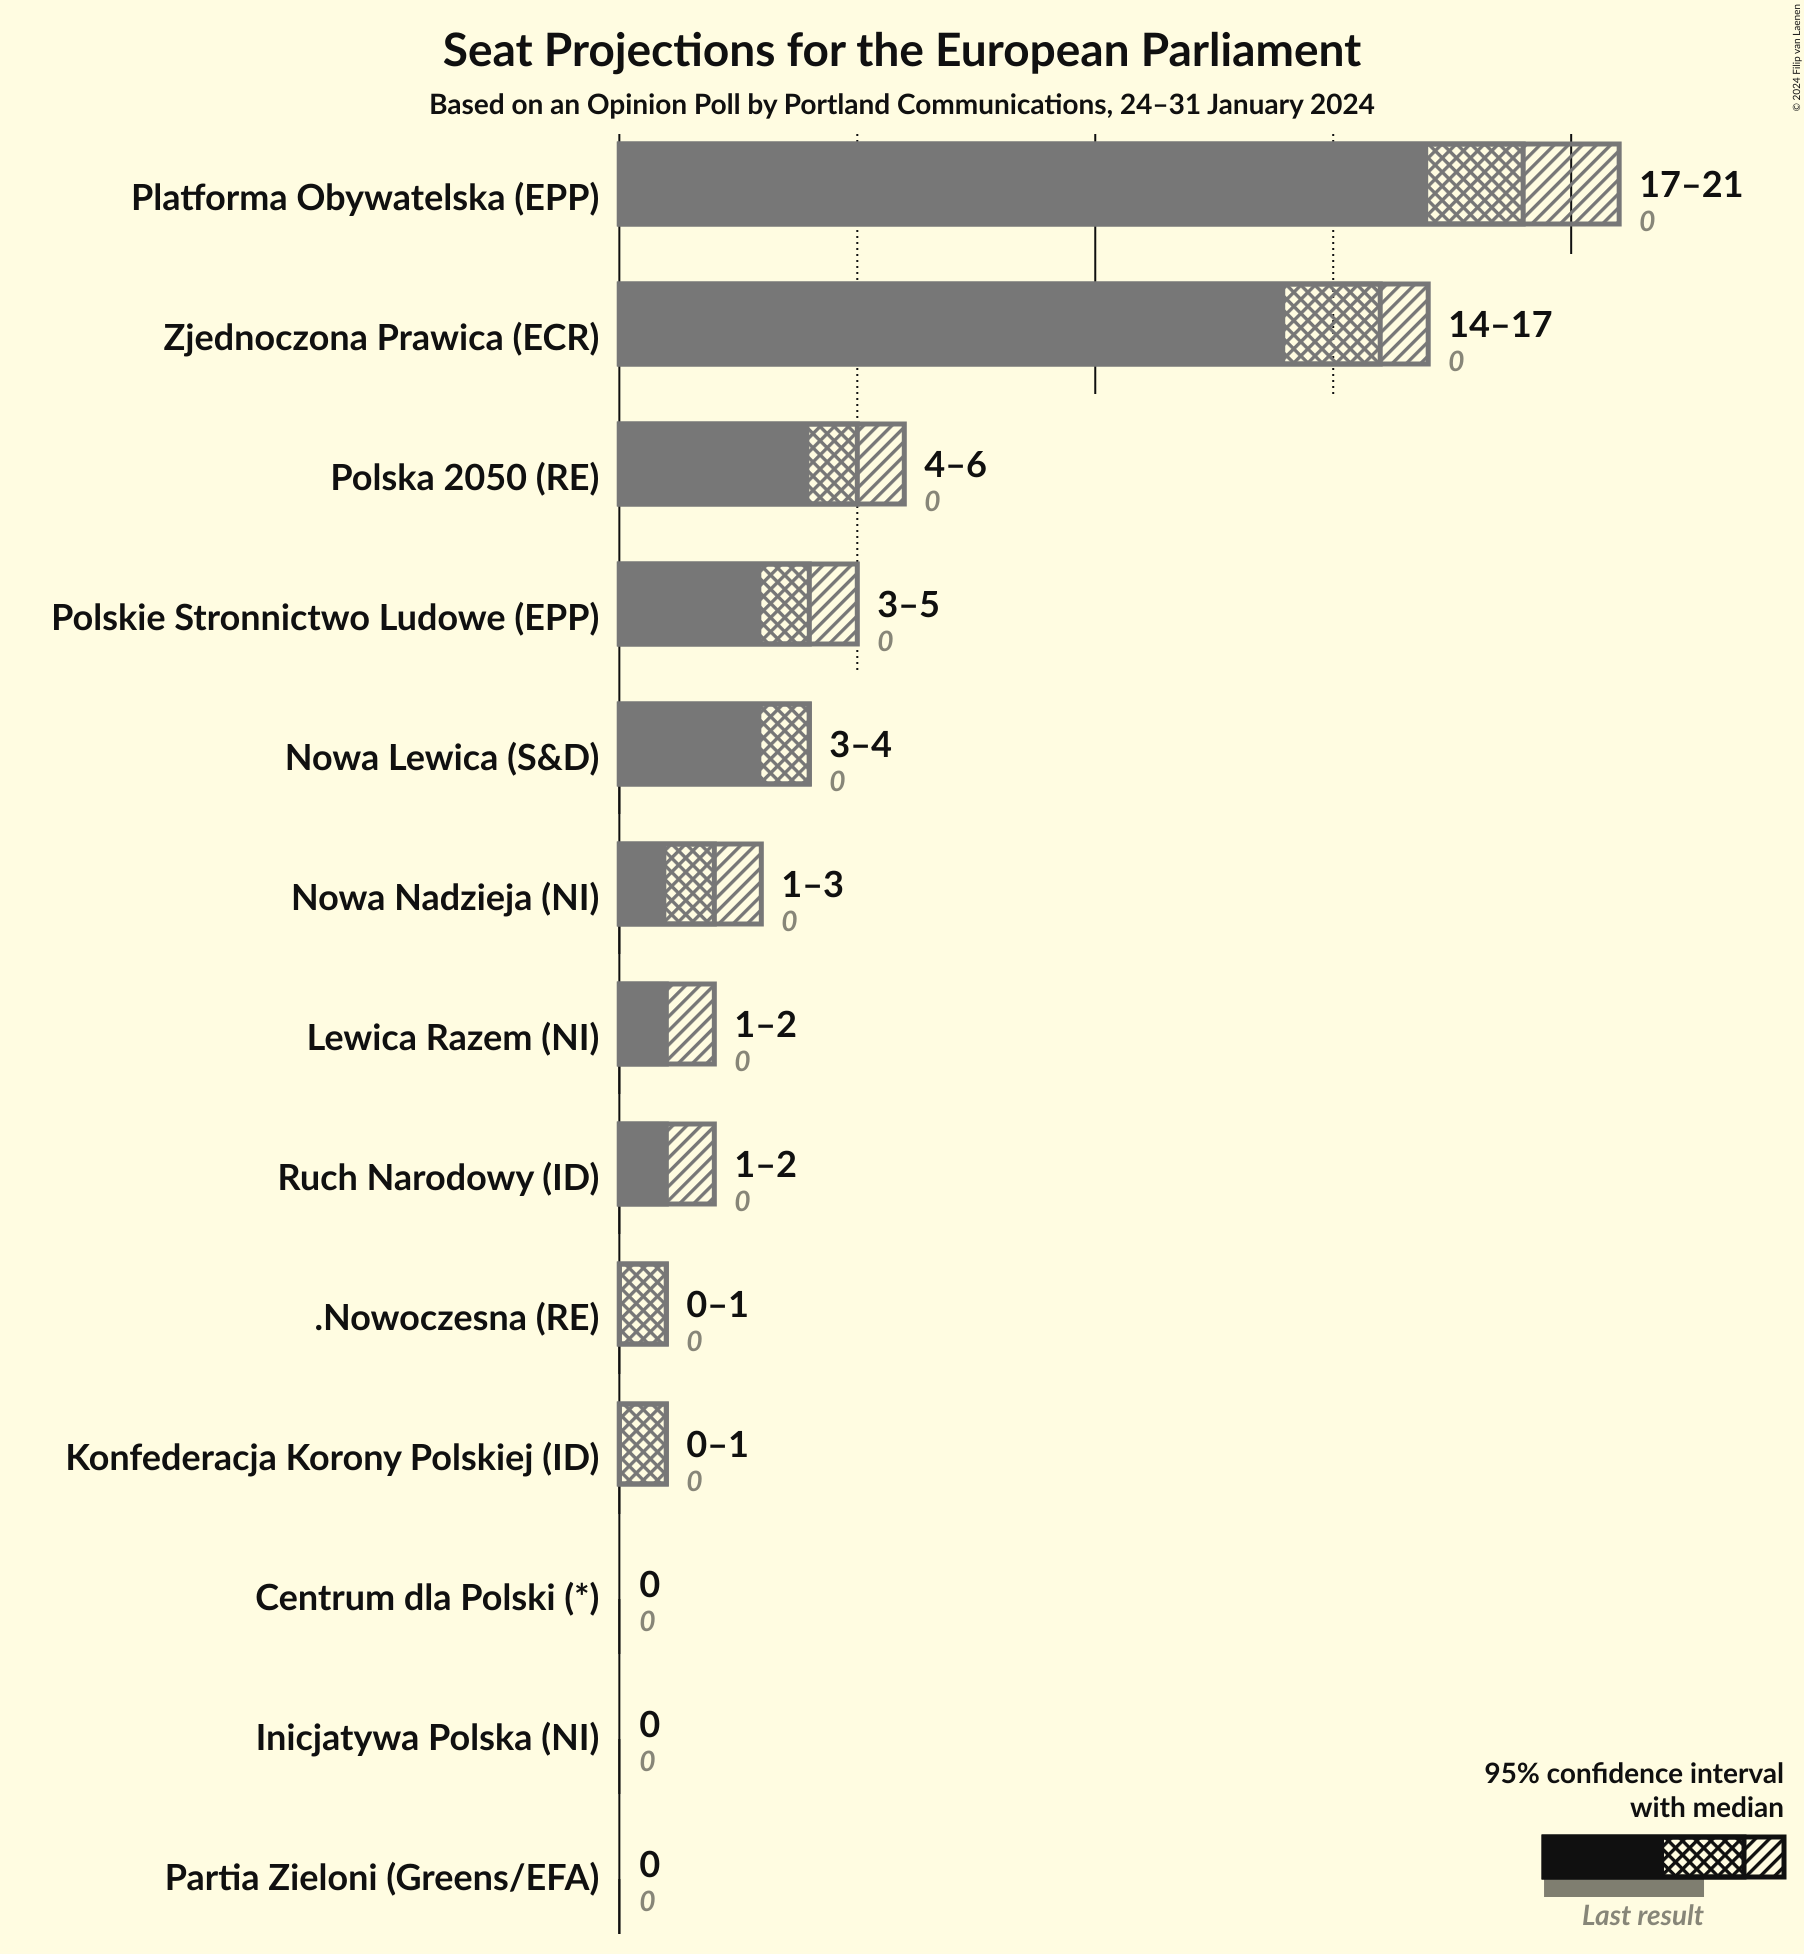 Seat Projections for the European Parliament
Based on an Opinion Poll by Portland Communications, 24–31 January 2024
© 2024 Filip van Laenen
Platforma Obywatelska (EPP)
17–21
0
Zjednoczona Prawica (ECR)
14–17
0
Polska 2050 (RE)
4–6
0
Polskie Stronnictwo Ludowe (EPP)
3–5
0
Nowa Lewica (S&D)
3–4
0
Nowa Nadzieja (NI)
1–3
0
Lewica Razem (NI)
1–2
0
Ruch Narodowy (ID)
1–2
0
.Nowoczesna (RE)
0–1
0
Konfederacja Korony Polskiej (ID)
0–1
0
Centrum dla Polski (*)
0
0
Inicjatywa Polska (NI)
0
0
Partia Zieloni (Greens/EFA)
0
0
95% confidence interval
with median
Last result